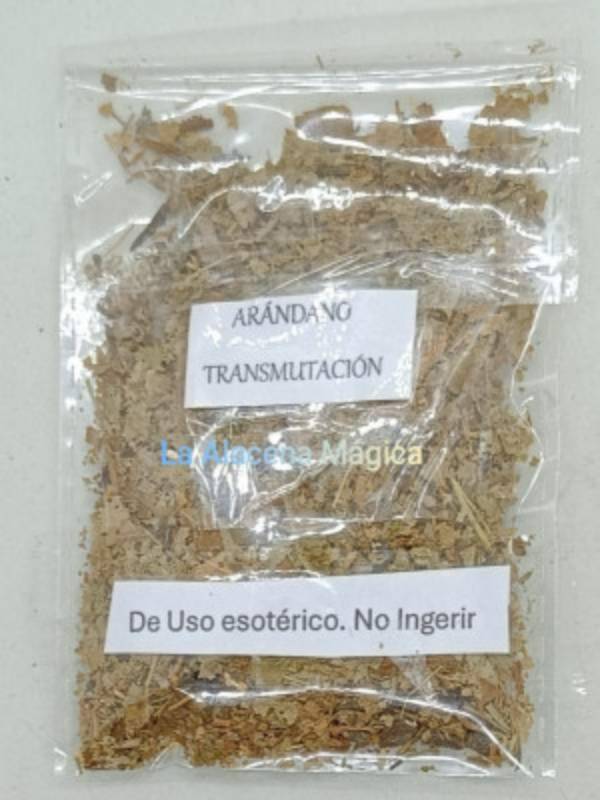 ARÁNDANO
TRANSMUTACIÓN
La Alacena Mágica
De Uso esotérico. No Ingerir